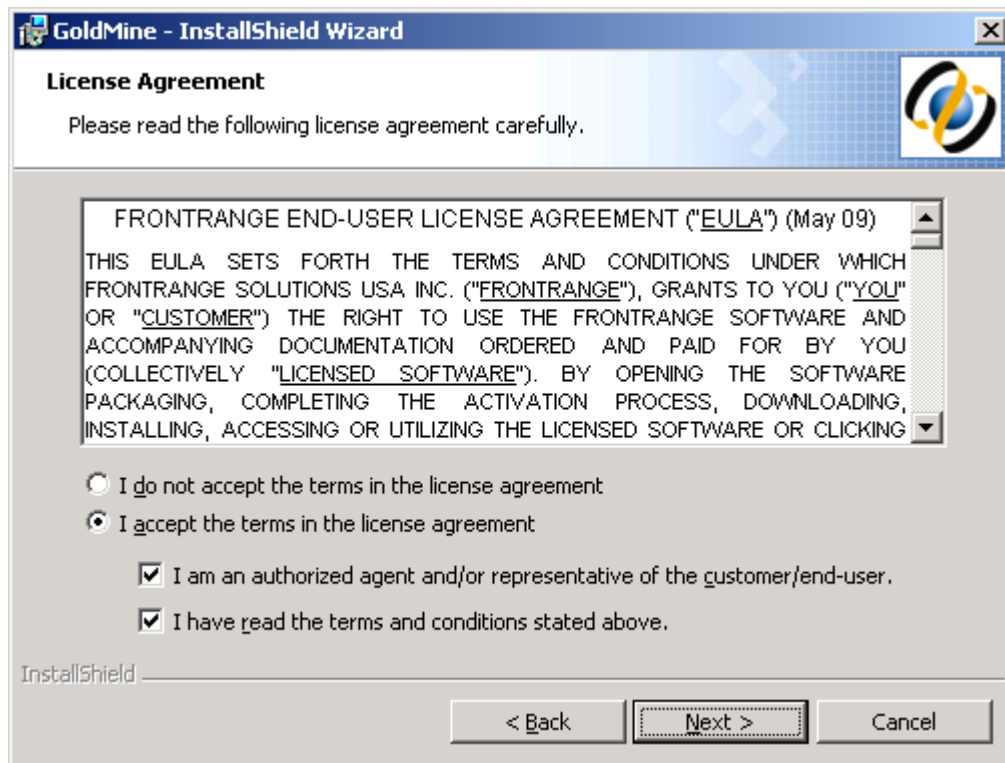 GoldMine - InstallShield Wizard
License Agreement
Please read the following license agreement carefully.
FRONTRANGE END-USER LICENSE AGREEMENT ("EULA") (May 09)
THIS EULA SETS FORTH THE TERMS AND CONDITIONS UNDER WHICH
FRONTRANGE SOLUTIONS USA INC. ("FRONTRANGE"), GRANTS TO YOU ("YOU"
OR "CUSTOMER") THE RIGHT TO USE THE FRONTRANGE SOFTWARE AND
ACCOMPANYING DOCUMENTATION ORDERED AND PAID FOR BY YOU
(COLLECTIVELY "LICENSED SOFTWARE"). BY OPENING THE SOFTWARE
PACKAGING, COMPLETING THE ACTIVATION PROCESS, DOWNLOADING,
INSTALLING, ACCESSING OR UTILIZING THE LICENSED SOFTWARE OR CLICKING
I do not accept the terms in the license agreement
I accept the terms in the license agreement
I am an authorized agent and/or representative of the customer/end-user.
I have read the terms and conditions stated above.
InstallShield
< Back Next > Cancel